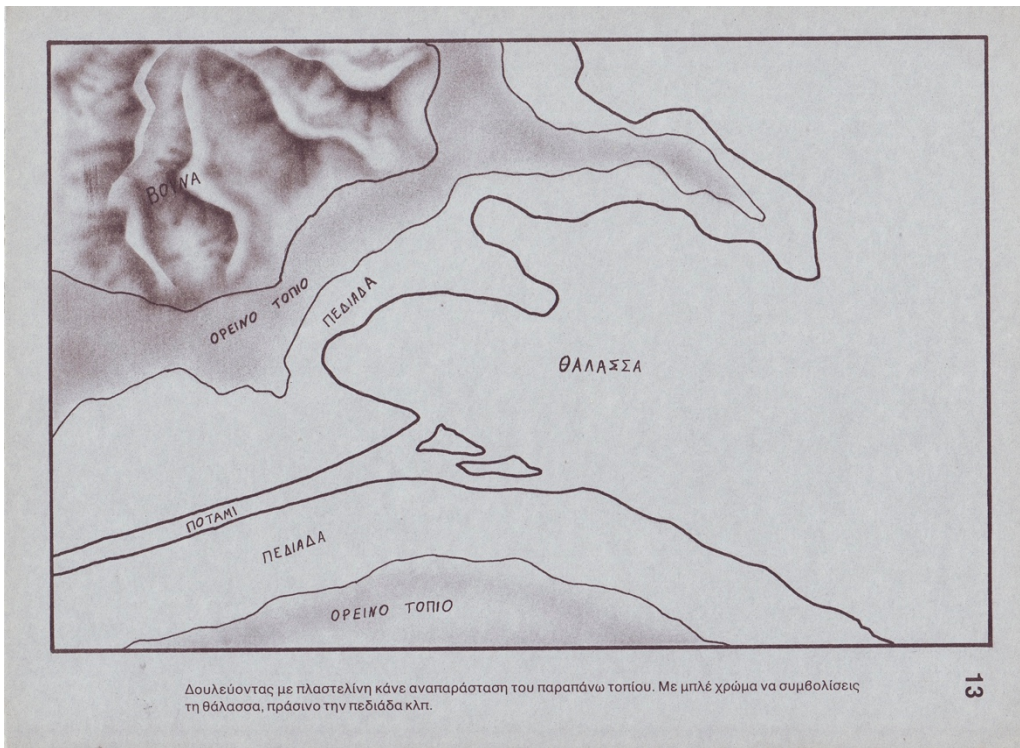 ΒΟΥΝΑ
ΟΡΕΙΝΟ ΤΟΠΙΟ
ΠΕΔΙΑΔΑ
ΘΑΛΑΣΣΑ
ΠΟΤΑΜΙ
ΠΕΔΙΑΔΑ
ΟΡΕΙΝΟ ΤΟΠΙΟ
Δουλεύοντας με πλαστελίνη κάνε αναπαράσταση του παραπάνω τοπίου. Με μπλέ χρώμα να συμβολίσεις
τη θάλασσα, πράσινο την πεδιάδα κλπ.
13